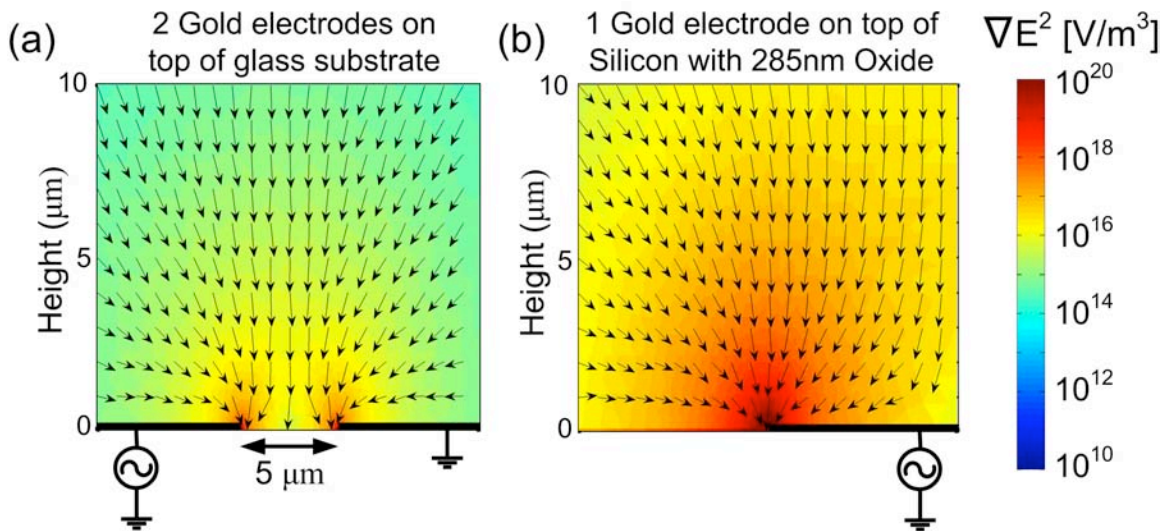 (a)
2 Gold electrodes on
top of glass substrate
10
5
0
Height (μm)
5 μm
(b)
1 Gold electrode on top of
Silicon with 285nm Oxide
10
5
0
Height (μm)
∇E² [V/m³]
10²⁰
10¹⁸
10¹⁶
10¹⁴
10¹²
10¹⁰